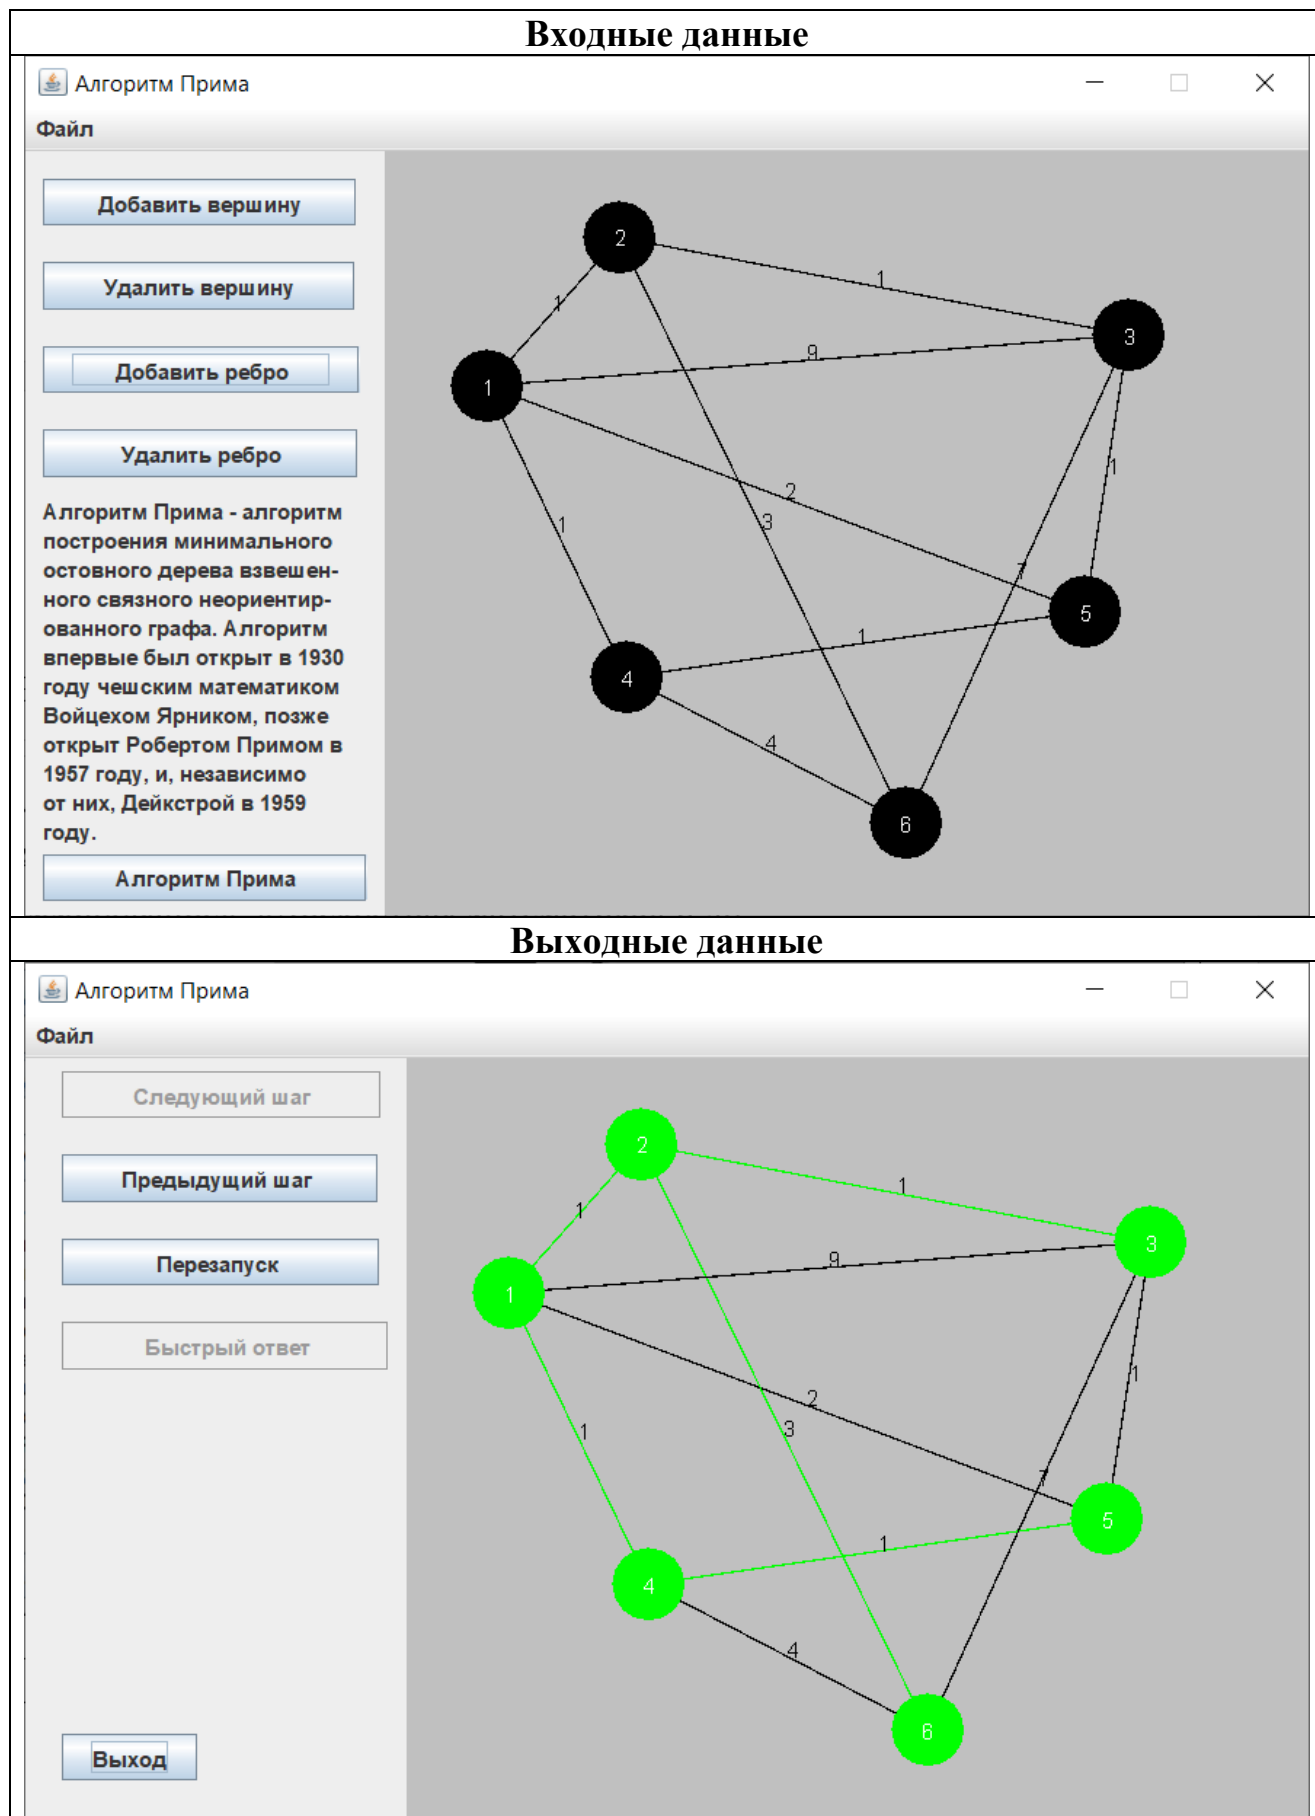 Входные данные
Алгоритм Прима
Файл
Добавить вершину
Удалить вершину
Добавить ребро
Удалить ребро
Алгоритм Прима - алгоритм
построения минимального
остовного дерева взвешен-
ного связного неориентир-
ованного графа. Алгоритм
впервые был открыт в 1930
году чешским математиком
Войцехом Ярником, позже
открыт Робертом Примом в
1957 году, и, независимо
от них, Дейкстрой в 1959
году.
Алгоритм Прима
2
1
1
3
9
1
1
2
3
1
7
5
1
4
4
6
Выходные данные
Алгоритм Прима
Файл
Следующий шаг
Предыдущий шаг
Перезапуск
Быстрый ответ
Выход
2
1
1
3
9
1
1
2
3
1
7
5
1
4
4
6